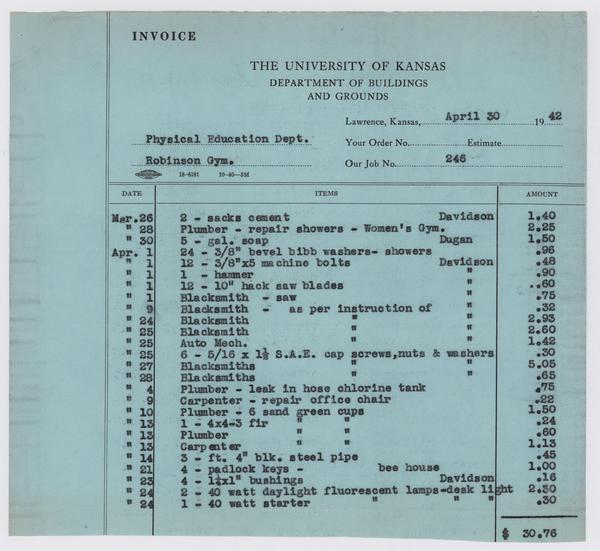 INVOICE
THE UNIVERSITY OF KANSAS
DEPARTMENT OF BUILDINGS
AND GROUNDS
Lawrence, Kansas, April 30 1942
Physical Education Dept. Your Order No. Estimate
Robinson Gym. Our Job No. 246
18-6181 10-40-5M
DATE ITEMS AMOUNT
Mar. 26 2 - sacks cement Davidson 1.40
" 28 Plumber - repair showers - Women's Gym. 2.25
" 30 5 - gal. soap Dugan 1.50
Apr. 1 24 - 3/8" bevel bibb washers- showers .96
" 1 12 - 3/8"x5 machine bolts Davidson .48
" 1 1 - hammer " .90
" 1 12 - 10" hack saw blades " .60
" 1 Blacksmith - saw " .75
" 9 Blacksmith - as per instruction of " .32
" 24 Blacksmith " " 2.93
" 25 Blacksmith " " 2.60
" 25 Auto Mech. " " 1.42
" 25 6 - 5/16 x 1½ S.A.E. cap screws,nuts & washers .30
" 27 Blacksmiths " " 5.05
" 28 Blacksmiths " " .65
" 4 Plumber - leak in hose chlorine tank .75
" 9 Carpenter - repair office chair .22
" 10 Plumber - 6 sand green cups 1.50
" 13 1 - 4x4-3 fir " " .24
" 13 Plumber " " .60
" 13 Carpenter " " 1.13
" 14 3 - ft. 4" blk. steel pipe .45
" 21 4 - padlock keys - bee house 1.00
" 23 4 - 1¼x1" bushings Davidson .16
" 24 2 - 40 watt daylight fluorescent lamps-desk light 2.30
" 24 1 - 40 watt starter " " " .30
$ 30.76